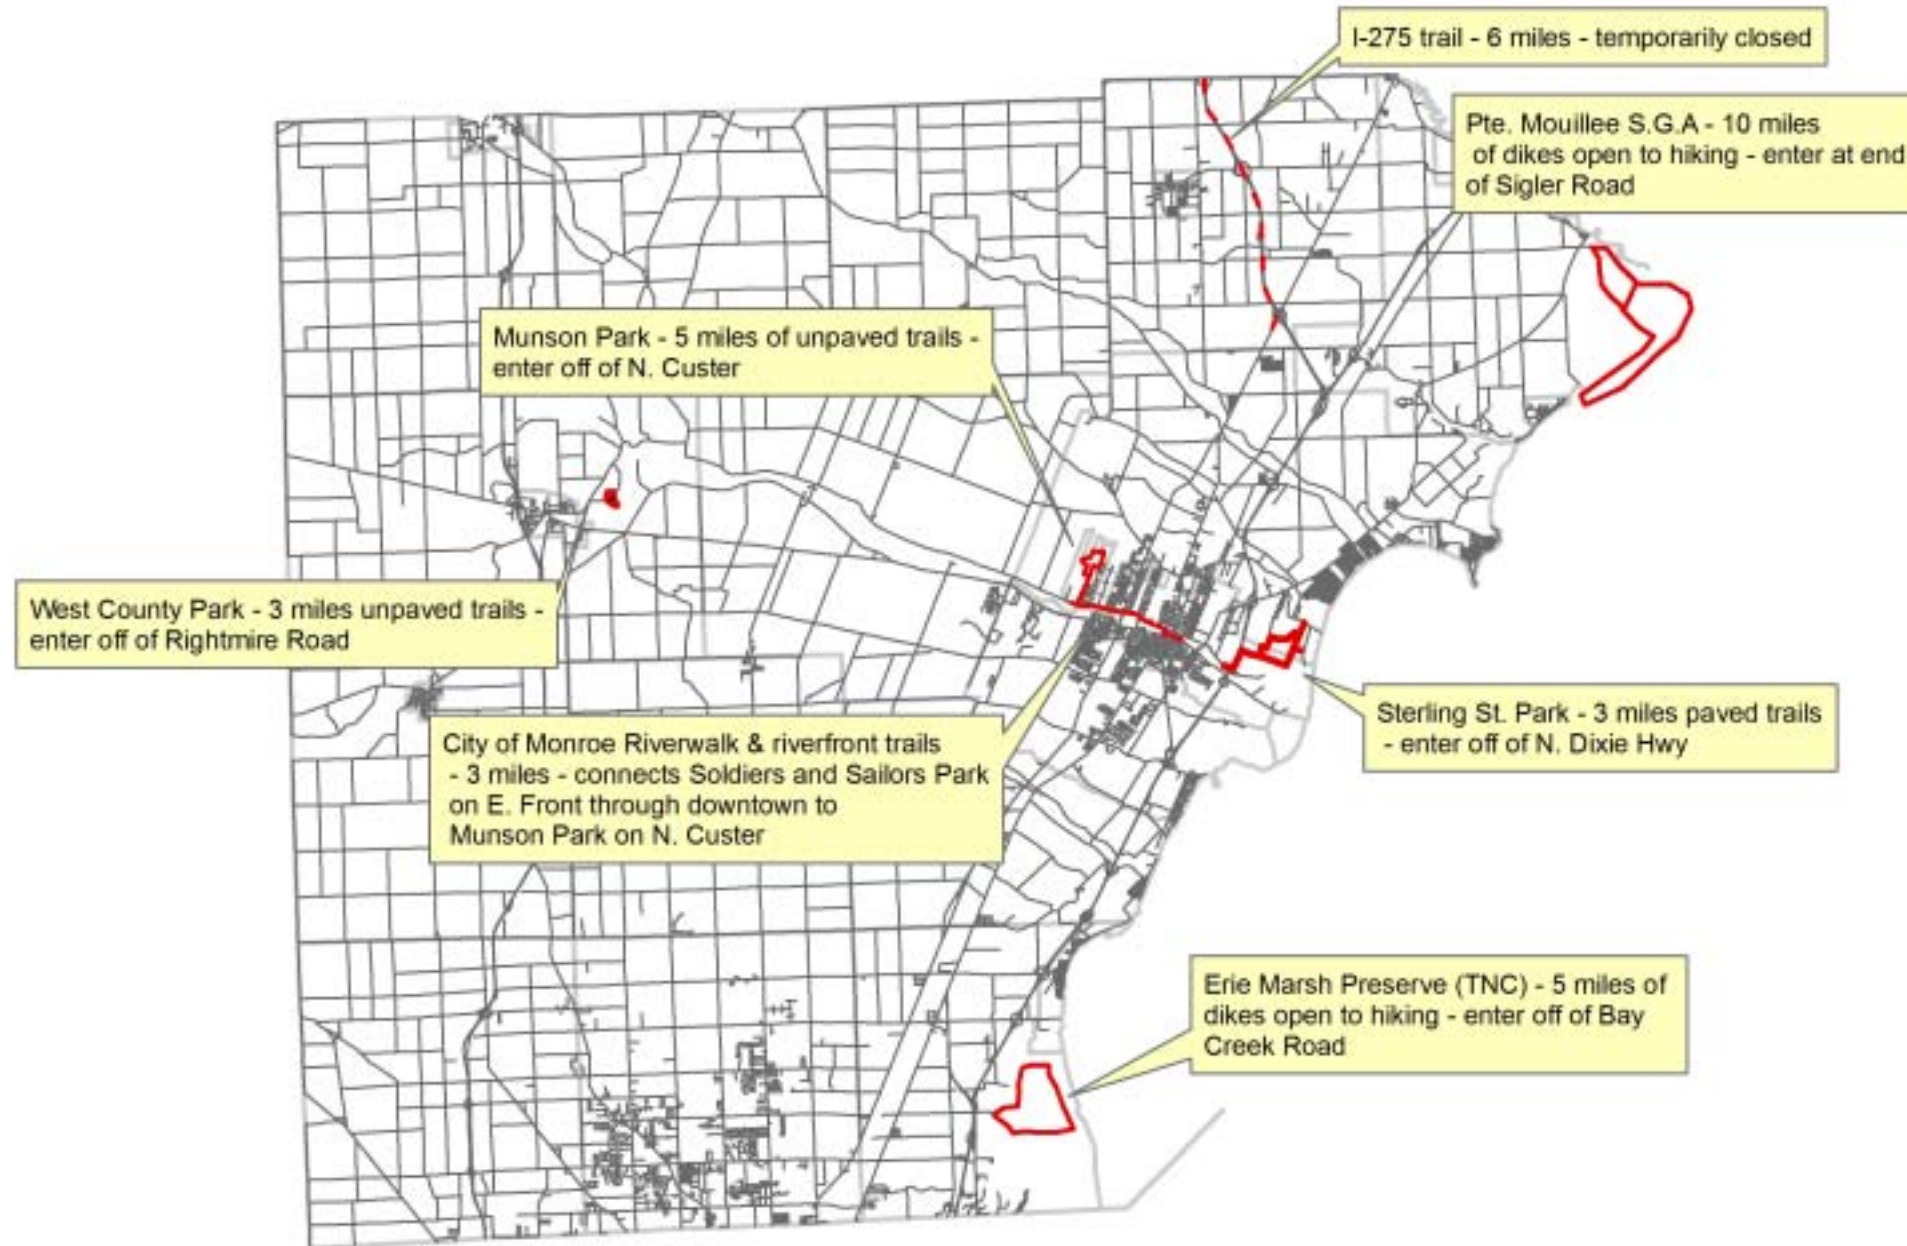 I-275 trail - 6 miles - temporarily closed
Pte. Mouillee S.G.A - 10 miles
of dikes open to hiking - enter at end
of Sigler Road
Munson Park - 5 miles of unpaved trails -
enter off of N. Custer
West County Park - 3 miles unpaved trails -
enter off of Rightmire Road
City of Monroe Riverwalk & riverfront trails
- 3 miles - connects Soldiers and Sailors Park
on E. Front through downtown to
Munson Park on N. Custer
Sterling St. Park - 3 miles paved trails
- enter off of N. Dixie Hwy
Erie Marsh Preserve (TNC) - 5 miles of
dikes open to hiking - enter off of Bay
Creek Road